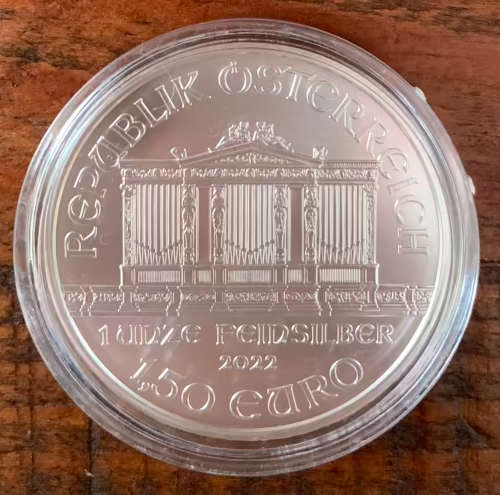 REPUBLIK ÖSTERREICH
1 UNZE FEINSILBER
2022
1,50 EURO